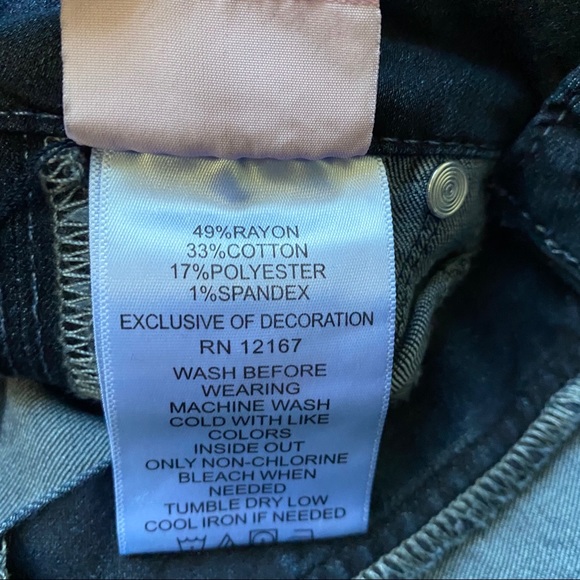 49%RAYON
33%COTTON
17%POLYESTER
1%SPANDEX
EXCLUSIVE OF DECORATION
RN 12167
WASH BEFORE
WEARING
MACHINE WASH
COLD WITH LIKE
COLORS
INSIDE OUT
ONLY NON-CHLORINE
BLEACH WHEN
NEEDED
TUMBLE DRY LOW
COOL IRON IF NEEDED